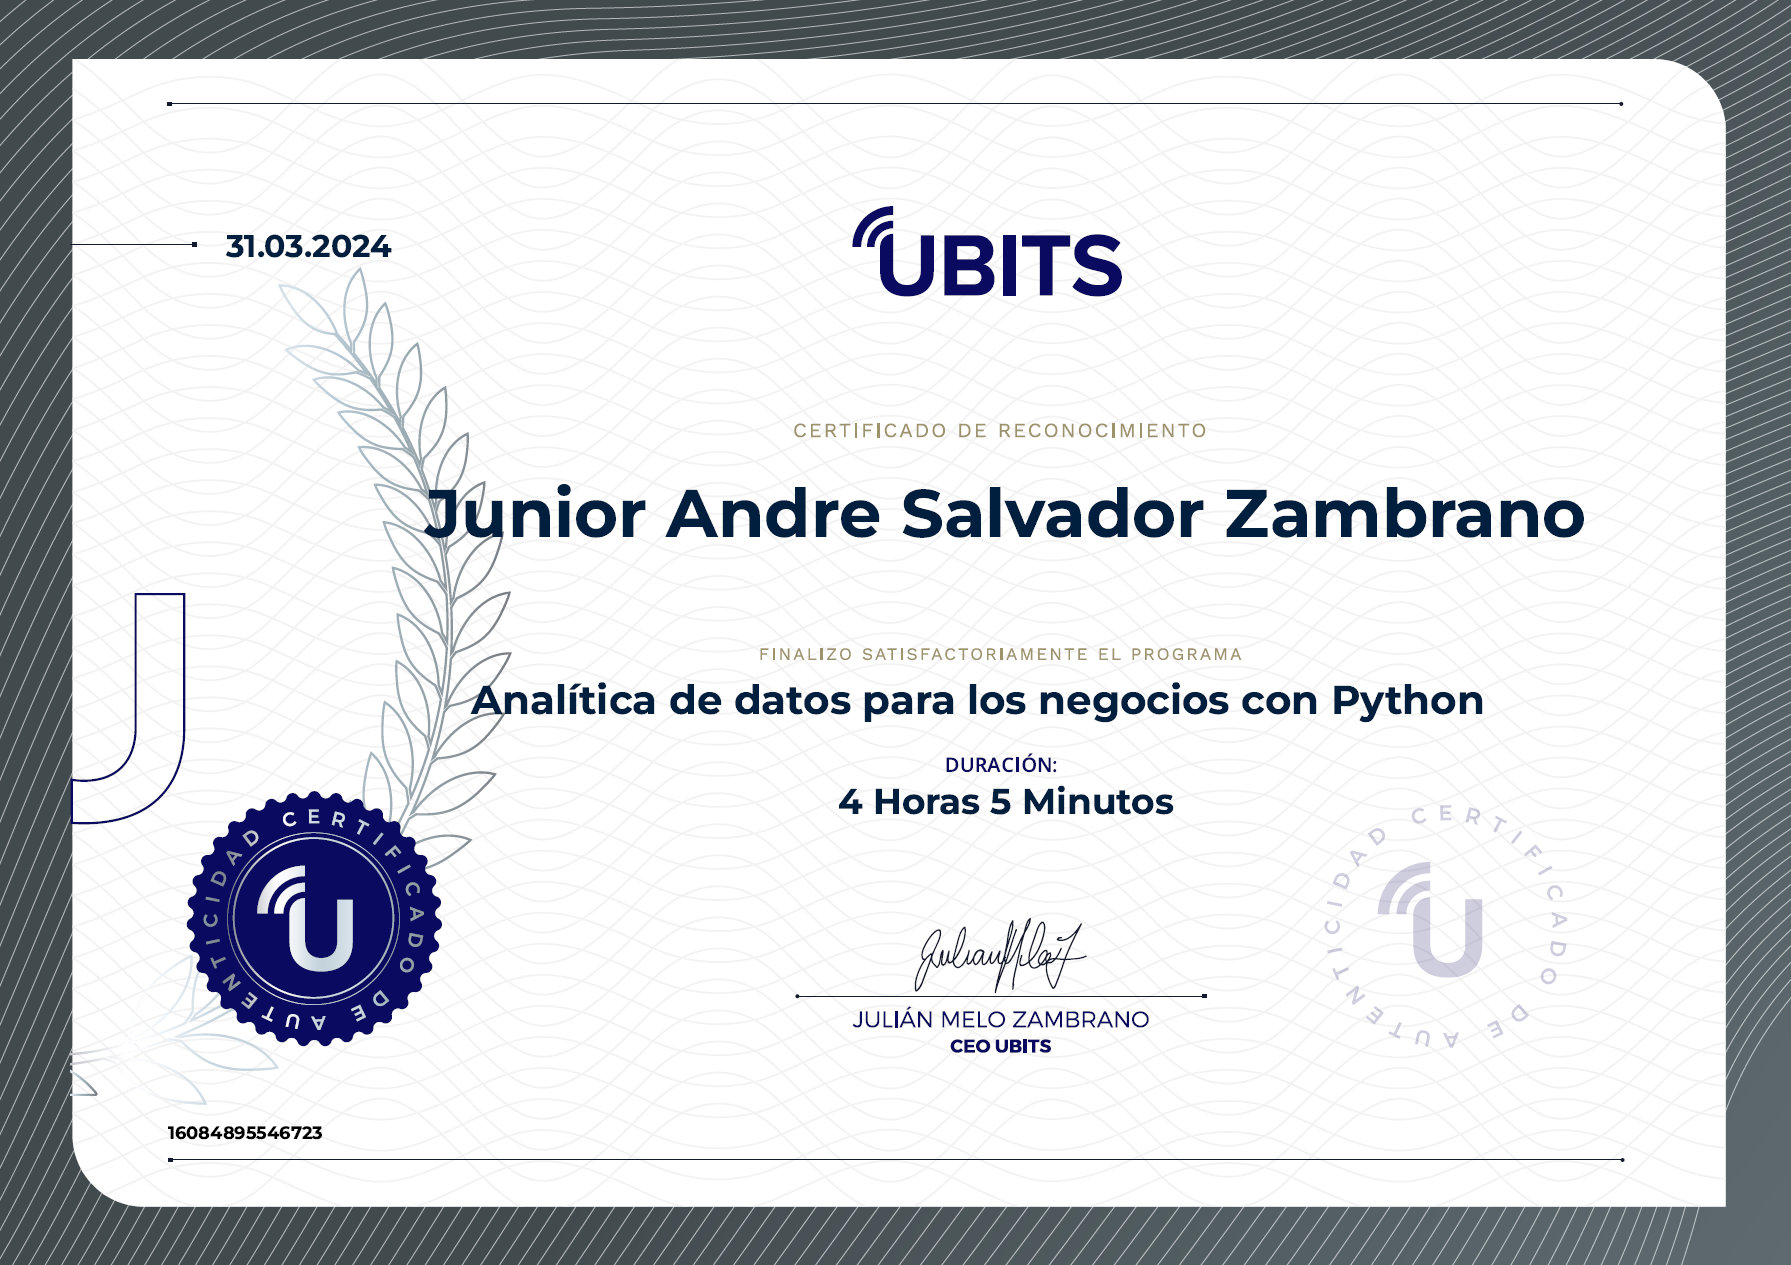 31.03.2024
UBITS
CERTIFICADO DE RECONOCIMIENTO
Junior Andre Salvador Zambrano
FINALIZO SATISFACTORIAMENTE EL PROGRAMA
Analítica de datos para los negocios con Python
DURACIÓN:
4 Horas 5 Minutos
CERTIFICADO DE AUTENTICIDAD
U
CERTIFICADO DE AUTENTICIDAD
U
JULIÁN MELO ZAMBRANO
CEO UBITS
16084895546723